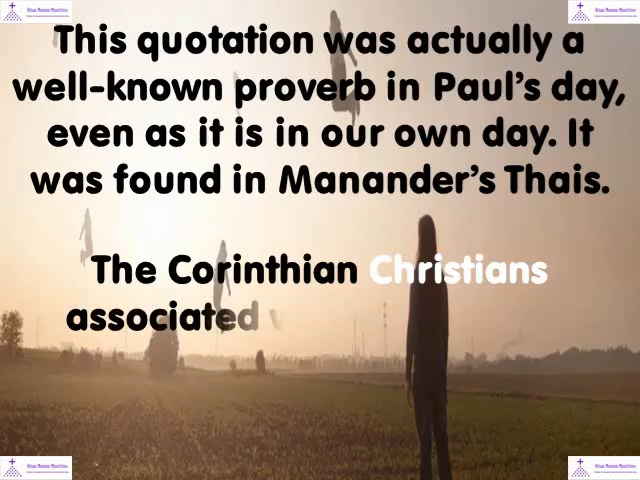 This quotation was actually a
well-known proverb in Paul's day,
even as it is in our own day. It
was found in Manander's Thais.
The Corinthian Christians
associated